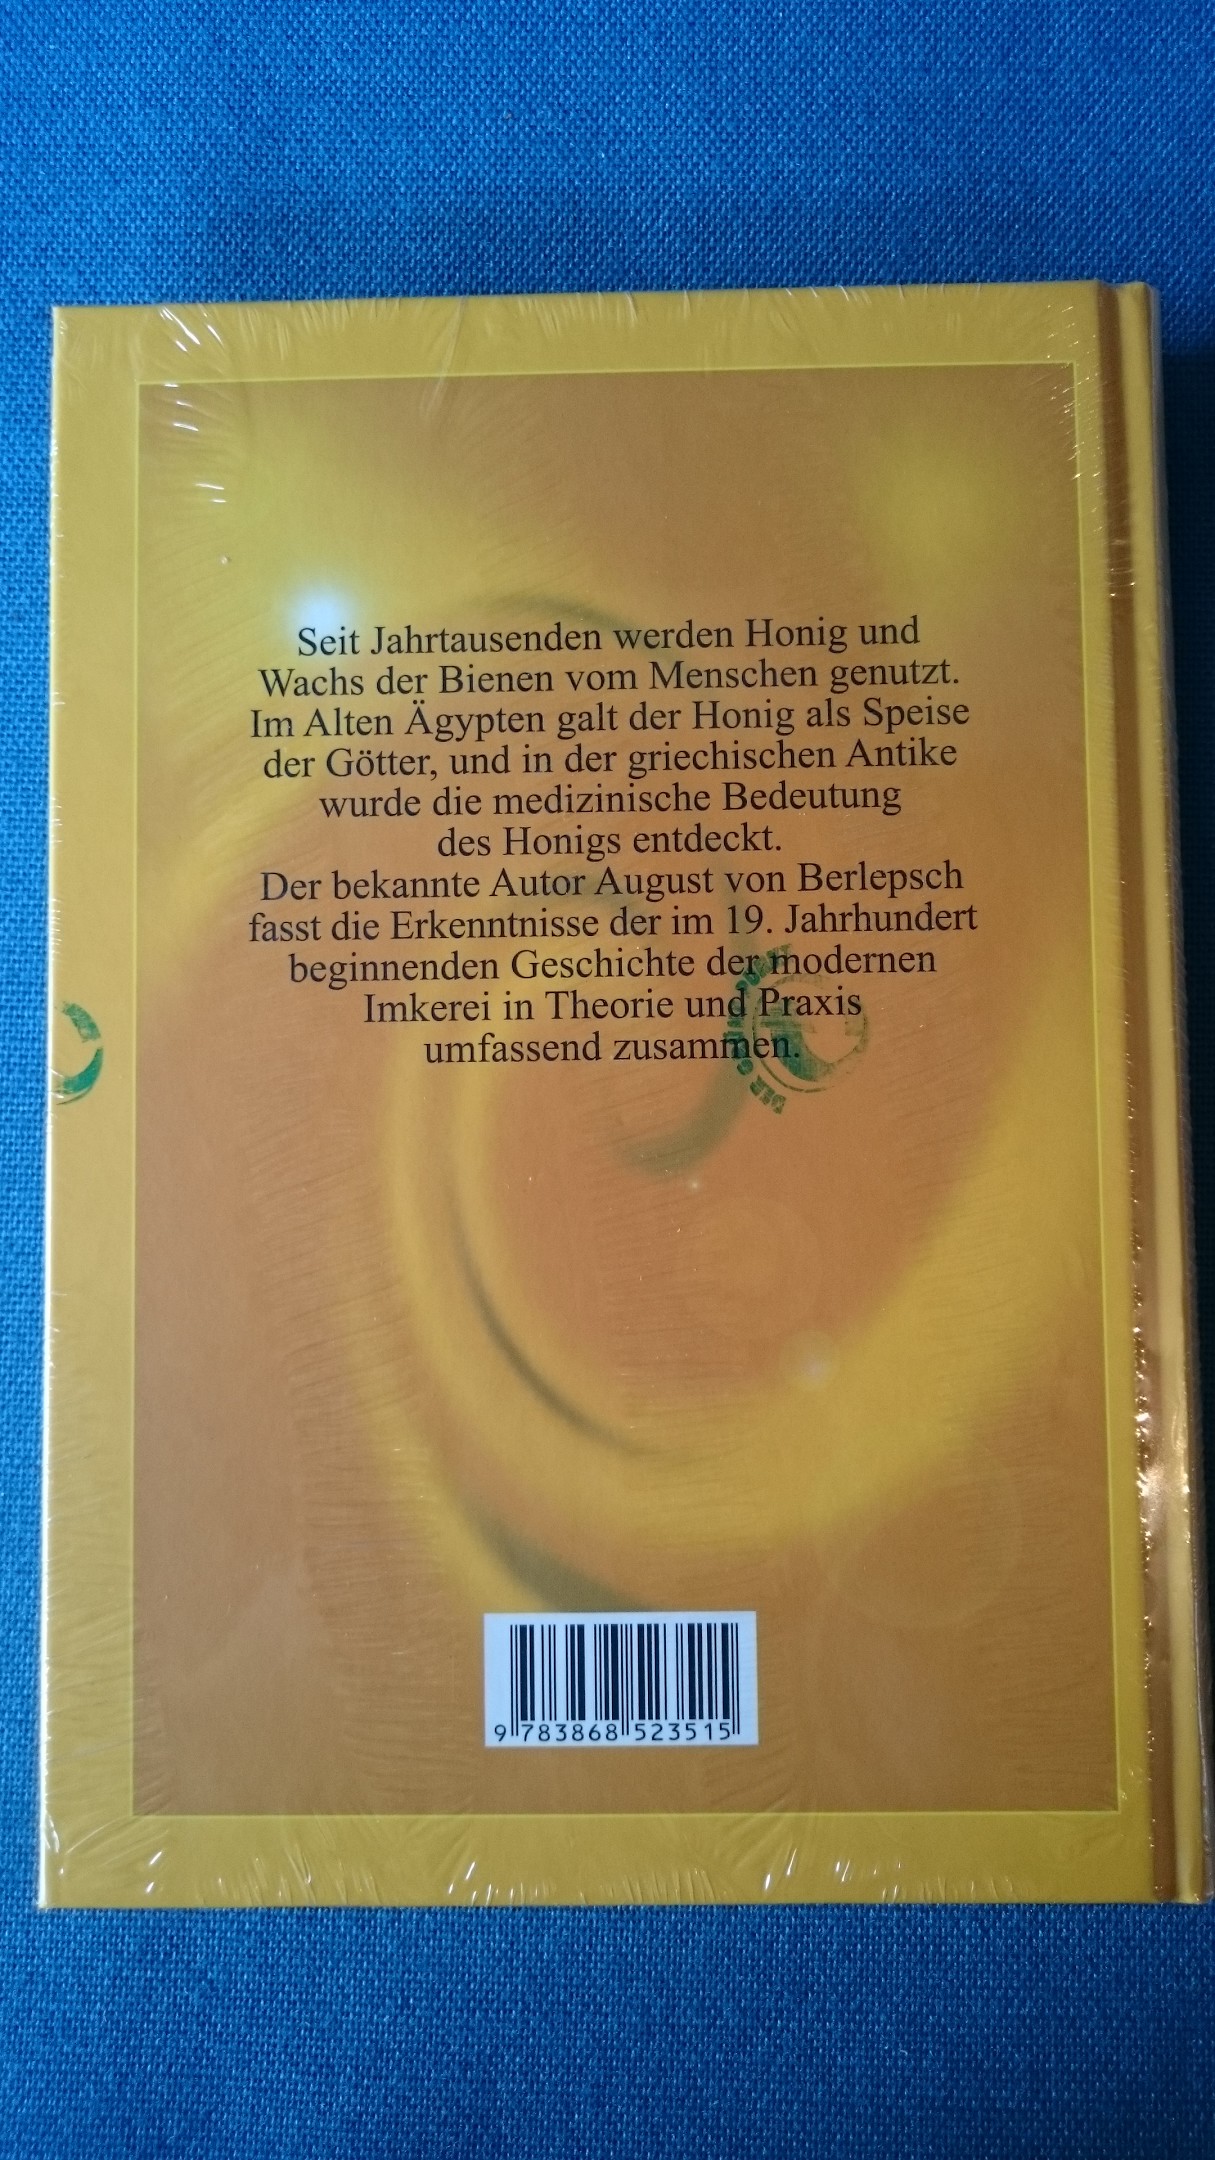 Seit Jahrtausenden werden Honig und
Wachs der Bienen vom Menschen genutzt.
Im Alten Ägypten galt der Honig als Speise
der Götter, und in der griechischen Antike
wurde die medizinische Bedeutung
des Honigs entdeckt.
Der bekannte Autor August von Berlepsch
fasst die Erkenntnisse der im 19. Jahrhundert
beginnenden Geschichte der modernen
Imkerei in Theorie und Praxis
umfassend zusammen.
DER
9 783868 523515